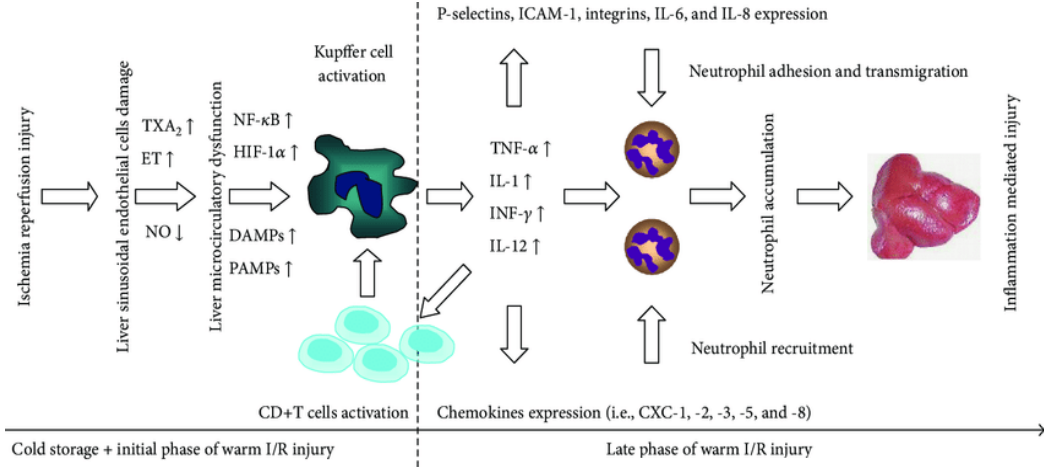 P-selectins, ICAM-1, integrins, IL-6, and IL-8 expression
Kupffer cell
activation
Neutrophil adhesion and transmigration
Ischemia reperfusion injury
Liver sinusoidal endothelial cells damage
TXA₂ ↑
ET ↑
NO ↓
Liver microcirculatory dysfunction
NF-κB ↑
HIF-1α ↑
DAMPs ↑
PAMPs ↑
TNF-α ↑
IL-1 ↑
INF-γ ↑
IL-12 ↑
Neutrophil accumulation
Inflammation mediated injury
Neutrophil recruitment
CD+T cells activation
Chemokines expression (i.e., CXC-1, -2, -3, -5, and -8)
Cold storage + initial phase of warm I/R injury
Late phase of warm I/R injury